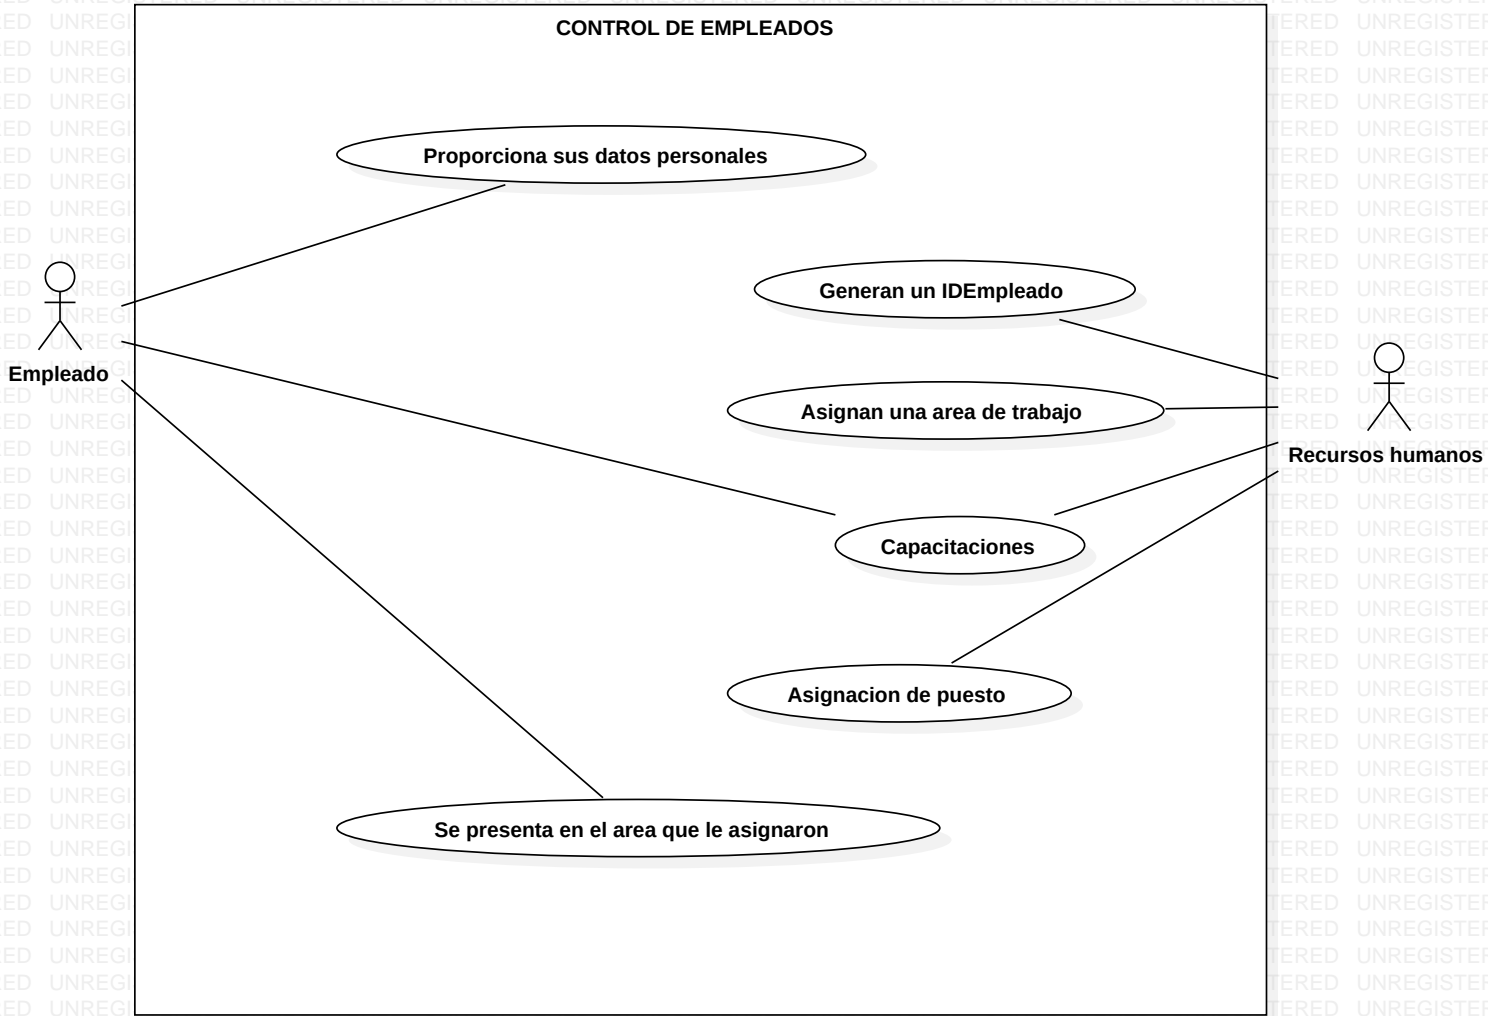 CONTROL DE EMPLEADOS
Proporciona sus datos personales
Generan un IDEmpleado
Empleado
Asignan una area de trabajo
Recursos humanos
Capacitaciones
Asignacion de puesto
Se presenta en el area que le asignaron
UNREGISTERED